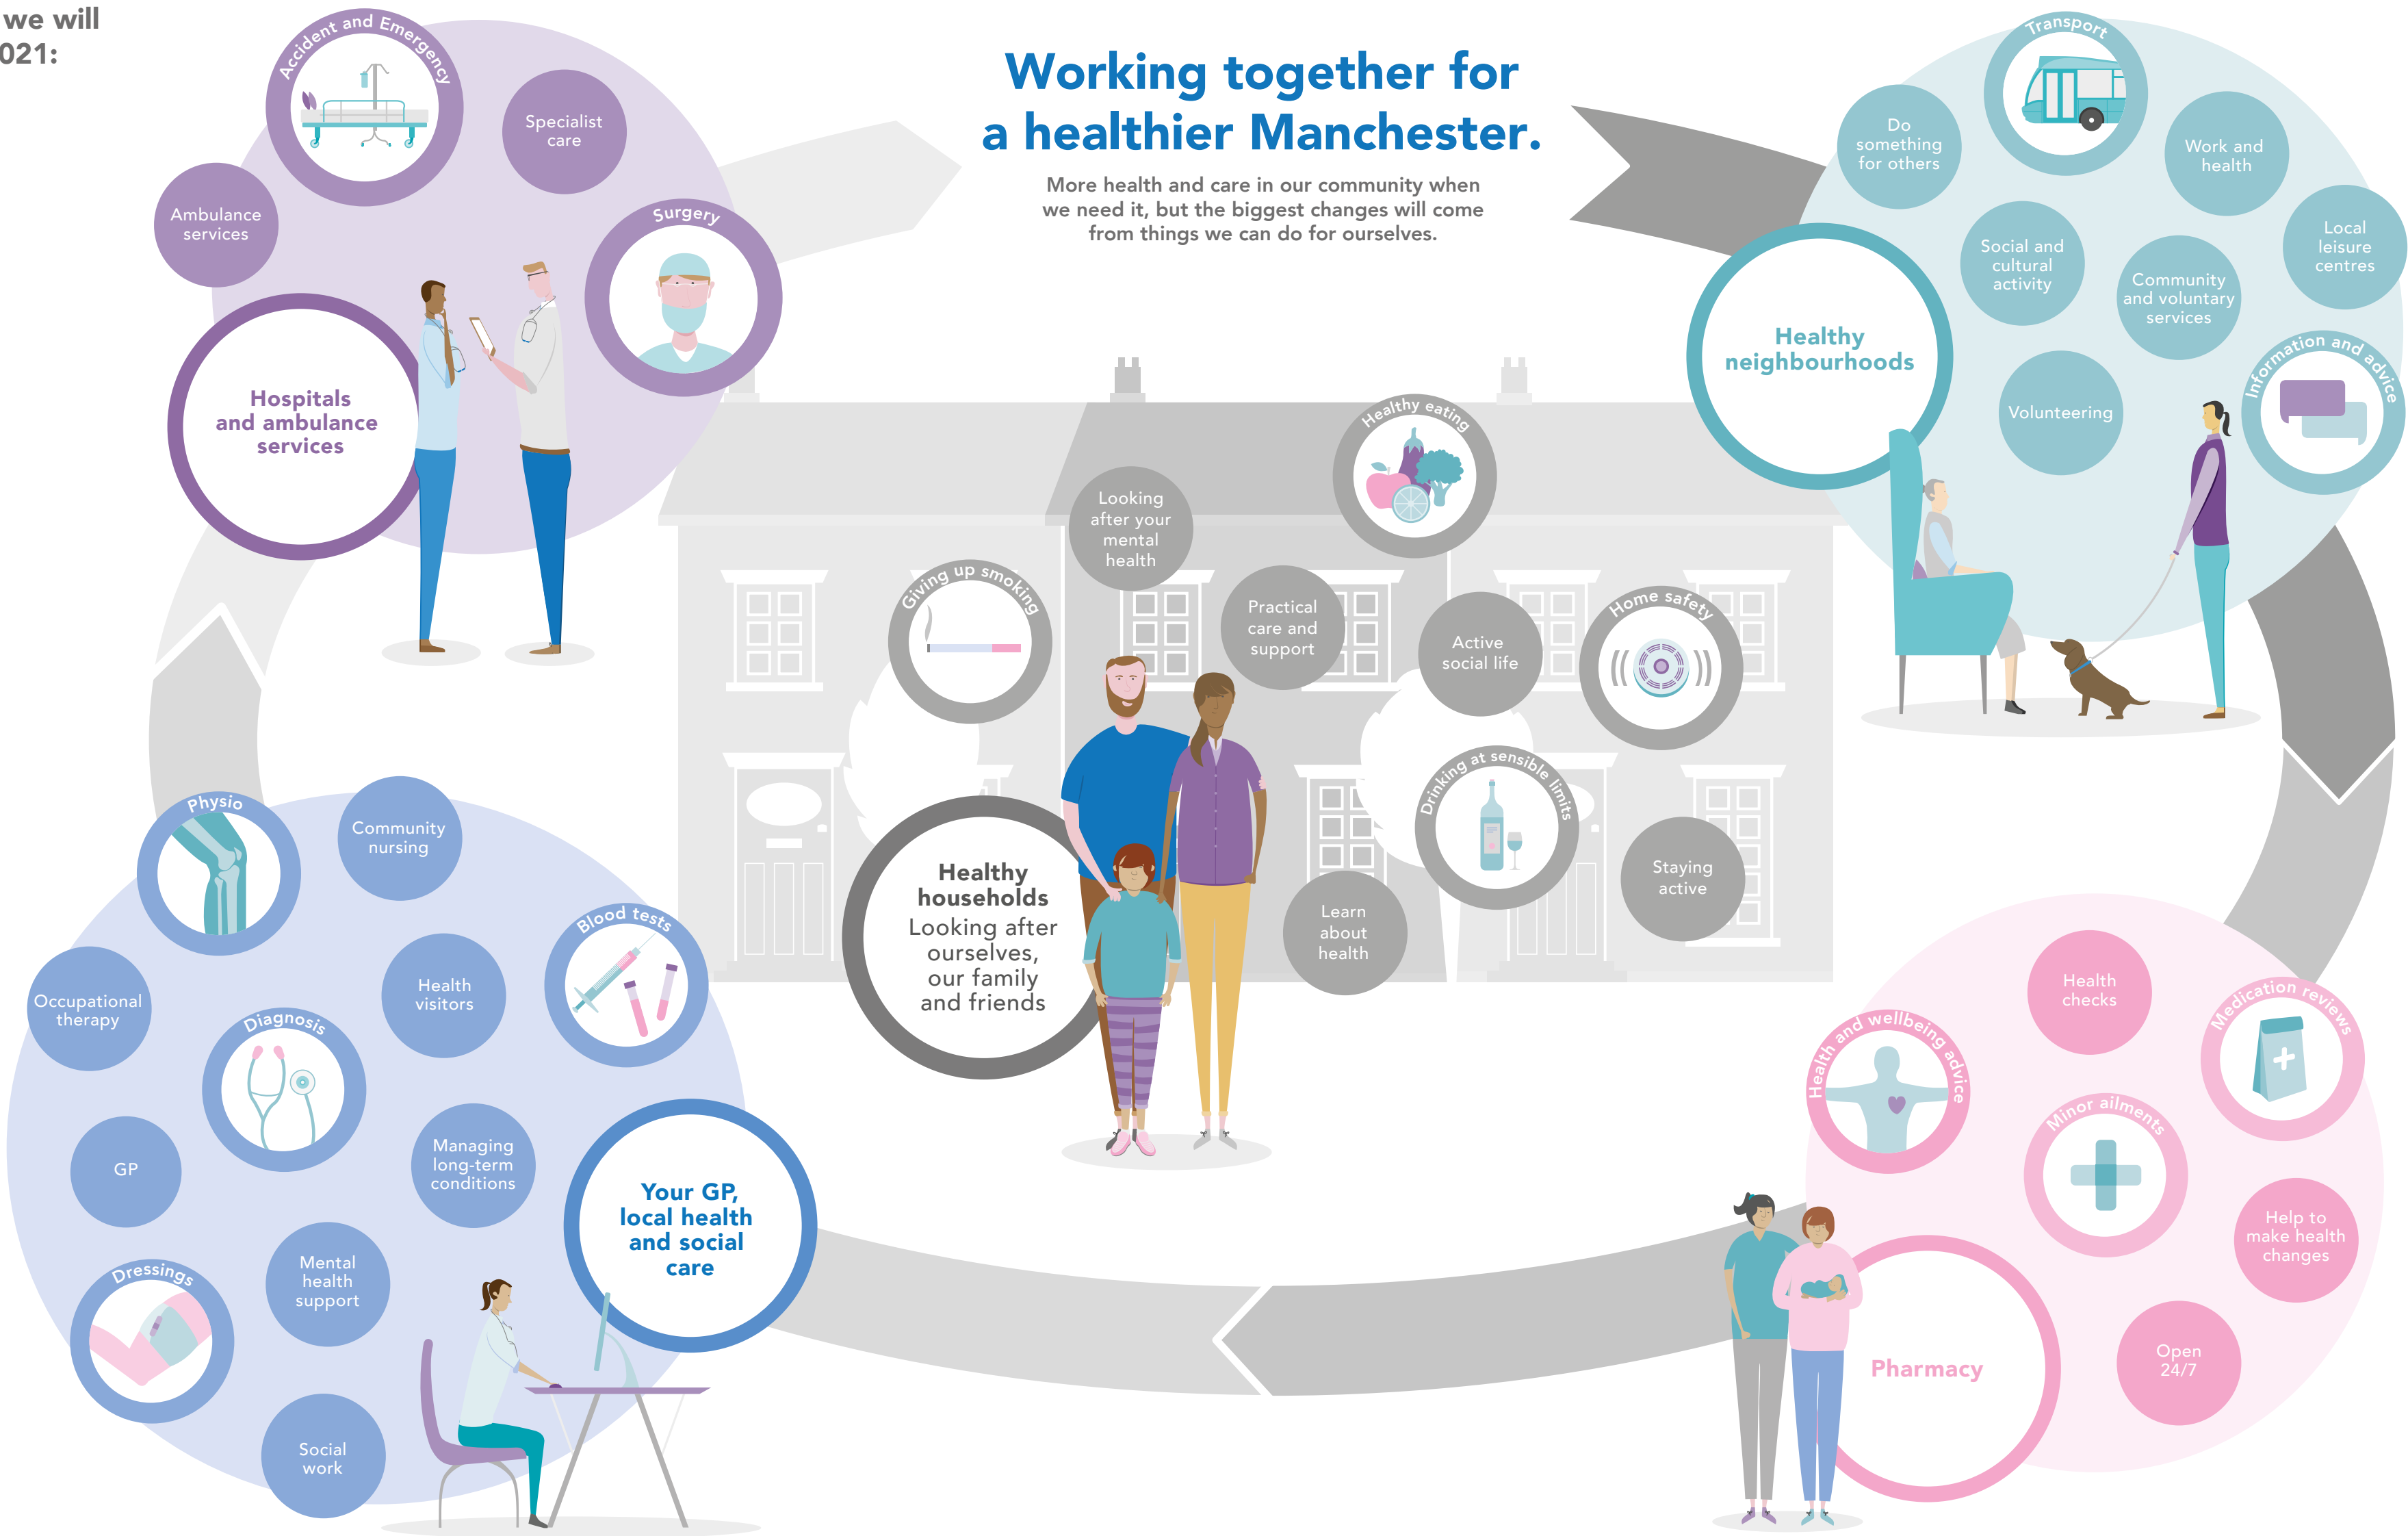 we will
021:
Working together for
a healthier Manchester.
More health and care in our community when
we need it, but the biggest changes will come
from things we can do for ourselves.
Accident and Emergency
Specialist
care
Ambulance
services
Surgery
Hospitals
and ambulance
services
Transport
Do
something
for others
Work and
health
Local
leisure
centres
Social and
cultural
activity
Community
and voluntary
services
Healthy
neighbourhoods
Information and advice
Volunteering
Healthy eating
Looking
after your
mental
health
Giving up smoking
Practical
care and
support
Active
social life
Home safety
Drinking at sensible limits
Staying
active
Learn
about
health
Healthy
households
Looking after
ourselves,
our family
and friends
Physio
Community
nursing
Blood tests
Health
visitors
Occupational
therapy
Diagnosis
GP
Managing
long-term
conditions
Your GP,
local health
and social
care
Mental
health
support
Dressings
Social
work
Health
checks
Medication reviews
Health and wellbeing advice
Minor ailments
Help to
make health
changes
Open
24/7
Pharmacy